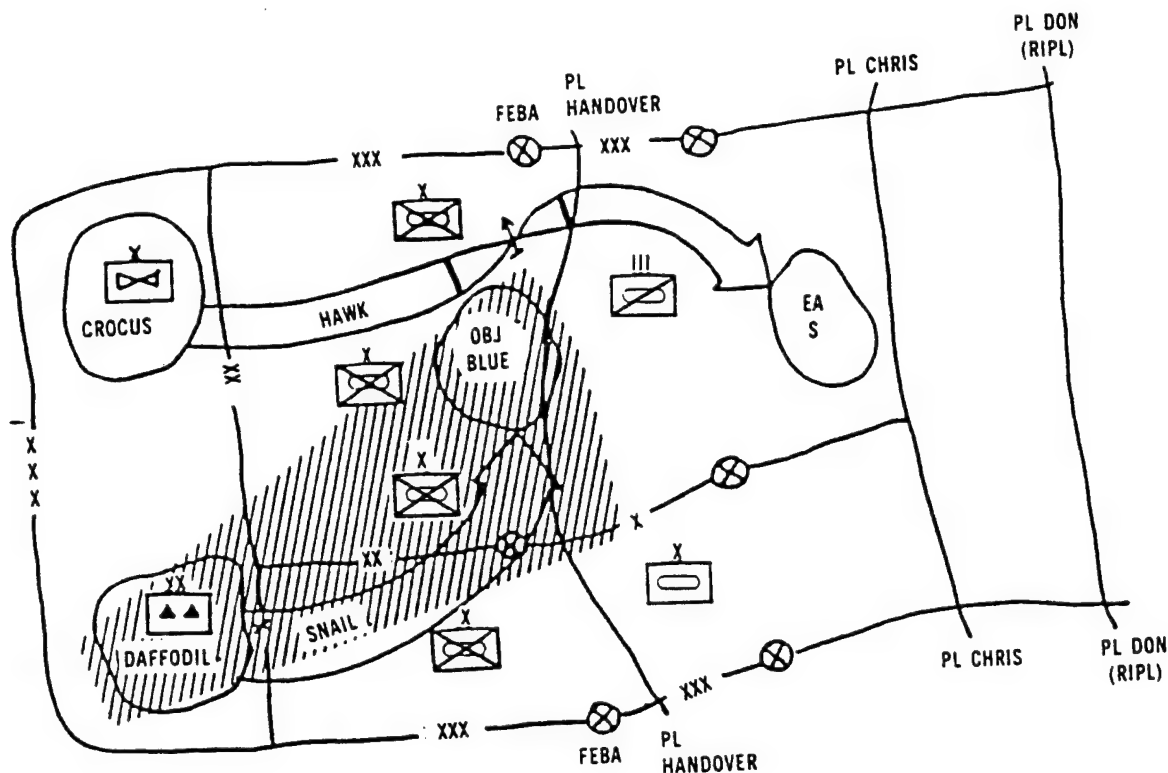 PL DON
(RIPL)
PL CHRIS
PL
HANDOVER
FEBA
XXX
XXX
X
X
III
CROCUS
HAWK
OBJ
BLUE
EA
S
XX
X
X
X
X
X
XX
X
X
XX
SNAIL
DAFFODIL
X
PL CHRIS
PL DON
(RIPL)
XXX
XXX
FEBA
PL
HANDOVER